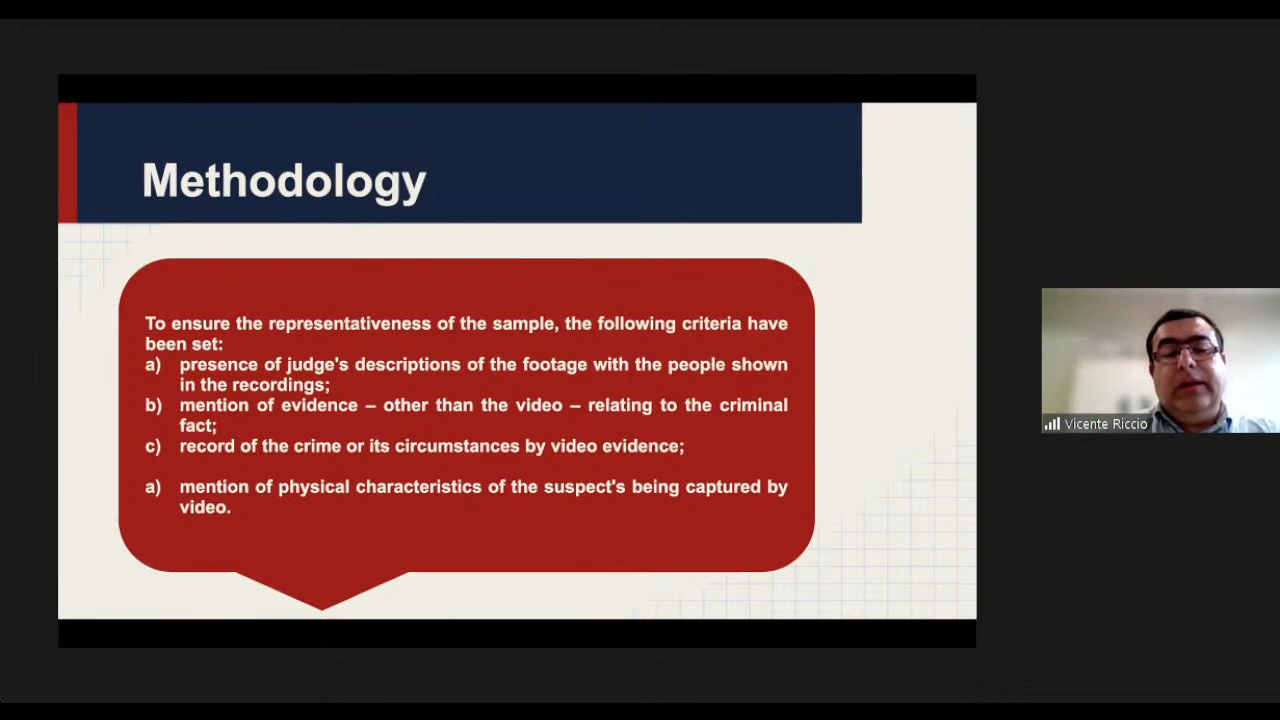 Methodology
To ensure the representativeness of the sample, the following criteria have
been set:
a) presence of judge's descriptions of the footage with the people shown
in the recordings;
b) mention of evidence – other than the video – relating to the criminal
fact;
c) record of the crime or its circumstances by video evidence;
a) mention of physical characteristics of the suspect's being captured by
video.
Vicente Riccio